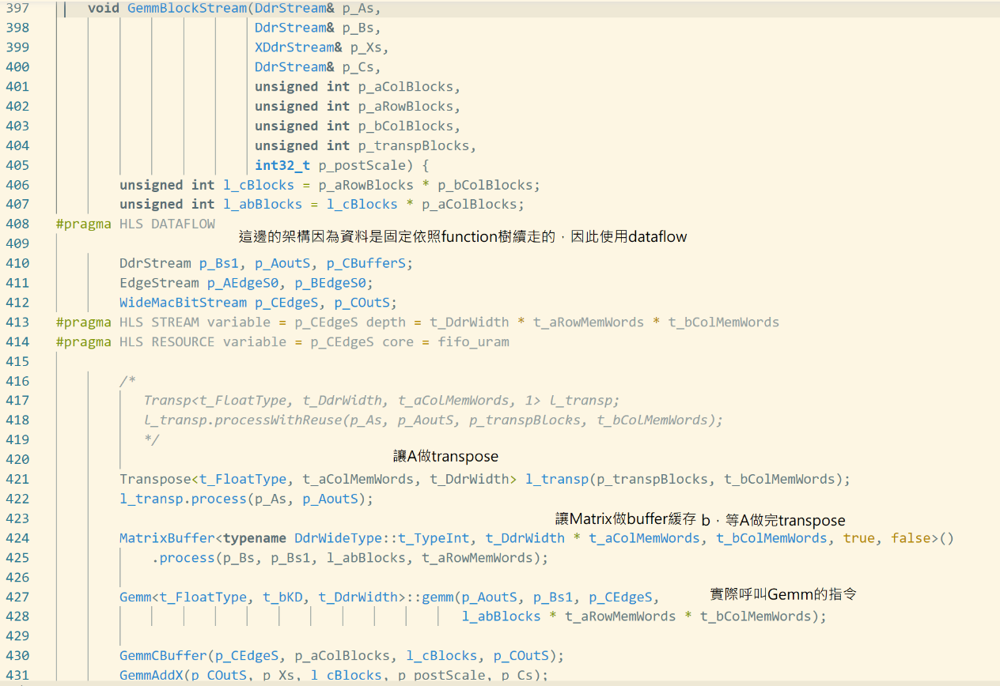 397 void GemmBlockStream(DdrStream& p_As,
398 DdrStream& p_Bs,
399 XDdrStream& p_Xs,
400 DdrStream& p_Cs,
401 unsigned int p_aColBlocks,
402 unsigned int p_aRowBlocks,
403 unsigned int p_bColBlocks,
404 unsigned int p_transpBlocks,
405 int32_t p_postScale) {
406 unsigned int l_cBlocks = p_aRowBlocks * p_bColBlocks;
407 unsigned int l_abBlocks = l_cBlocks * p_aColBlocks;
408 #pragma HLS DATAFLOW
這邊的架構因為資料是固定依照function樹續走的，因此使用dataflow
409
410 DdrStream p_Bs1, p_AoutS, p_CBufferS;
411 EdgeStream p_AEdgeS0, p_BEdgeS0;
412 WideMacBitStream p_CEdgeS, p_COutS;
413 #pragma HLS STREAM variable = p_CEdgeS depth = t_DdrWidth * t_aRowMemWords * t_bColMemWords
414 #pragma HLS RESOURCE variable = p_CEdgeS core = fifo_uram
415
416 /*
417 Transp<t_FloatType, t_DdrWidth, t_aColMemWords, 1> l_transp;
418 l_transp.processWithReuse(p_As, p_AoutS, p_transpBlocks, t_bColMemWords);
419 */
420
讓A做transpose
421 Transpose<t_FloatType, t_aColMemWords, t_DdrWidth> l_transp(p_transpBlocks, t_bColMemWords);
422 l_transp.process(p_As, p_AoutS);
423 讓Matrix做buffer緩存 b，等A做完transpose
424 MatrixBuffer<typename DdrWideType::t_TypeInt, t_DdrWidth * t_aColMemWords, t_bColMemWords, true, false>()
425 .process(p_Bs, p_Bs1, l_abBlocks, t_aRowMemWords);
426
427 Gemm<t_FloatType, t_bKD, t_DdrWidth>::gemm(p_AoutS, p_Bs1, p_CEdgeS, 實際呼叫Gemm的指令
428 l_abBlocks * t_aRowMemWords * t_bColMemWords);
429
430 GemmCBuffer(p_CEdgeS, p_aColBlocks, l_cBlocks, p_COutS);
431 GemmAddX(p_COutS, p_Xs, l_cBlocks, p_postScale, p_Cs);